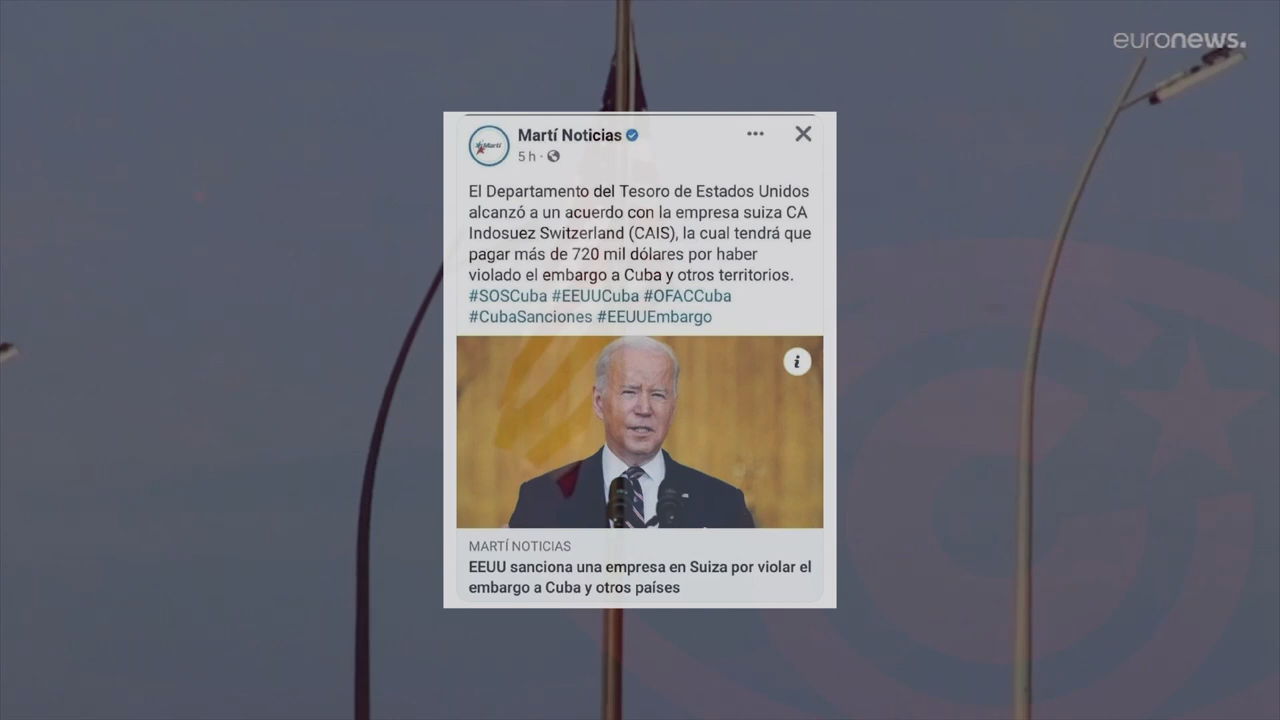 euronews.
Martí Noticias
5 h ·
El Departamento del Tesoro de Estados Unidos
alcanzó a un acuerdo con la empresa suiza CA
Indosuez Switzerland (CAIS), la cual tendrá que
pagar más de 720 mil dólares por haber
violado el embargo a Cuba y otros territorios.
#SOSCuba #EEUUCuba #OFACCuba
#CubaSanciones #EEUUEmbargo
MARTÍ NOTICIAS
EEUU sanciona una empresa en Suiza por violar el
embargo a Cuba y otros países